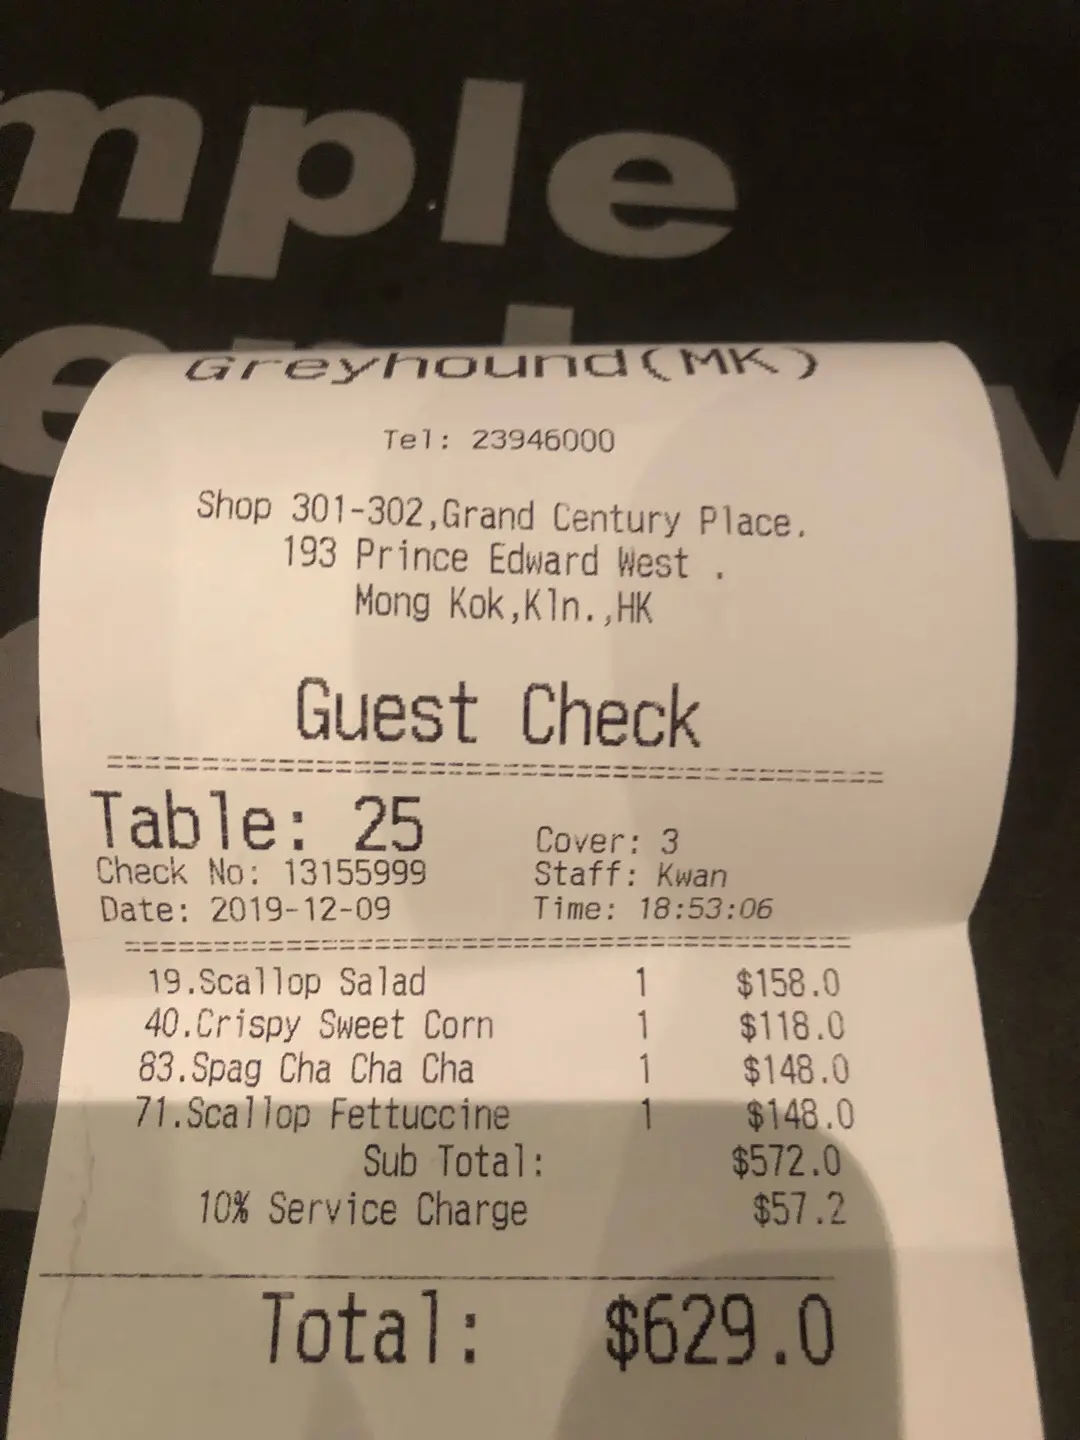 mple
Greyhound(MK)
Tel: 23946000
Shop 301-302,Grand Century Place.
193 Prince Edward West .
Mong Kok,Kln.,HK
Guest Check
Table: 25
Cover: 3
Check No: 13155999
Staff: Kwan
Date: 2019-12-09
Time: 18:53:06
19.Scallop Salad 1 $158.0
40.Crispy Sweet Corn 1 $118.0
83.Spag Cha Cha Cha 1 $148.0
71.Scallop Fettuccine 1 $148.0
Sub Total: $572.0
10% Service Charge $57.2
Total: $629.0